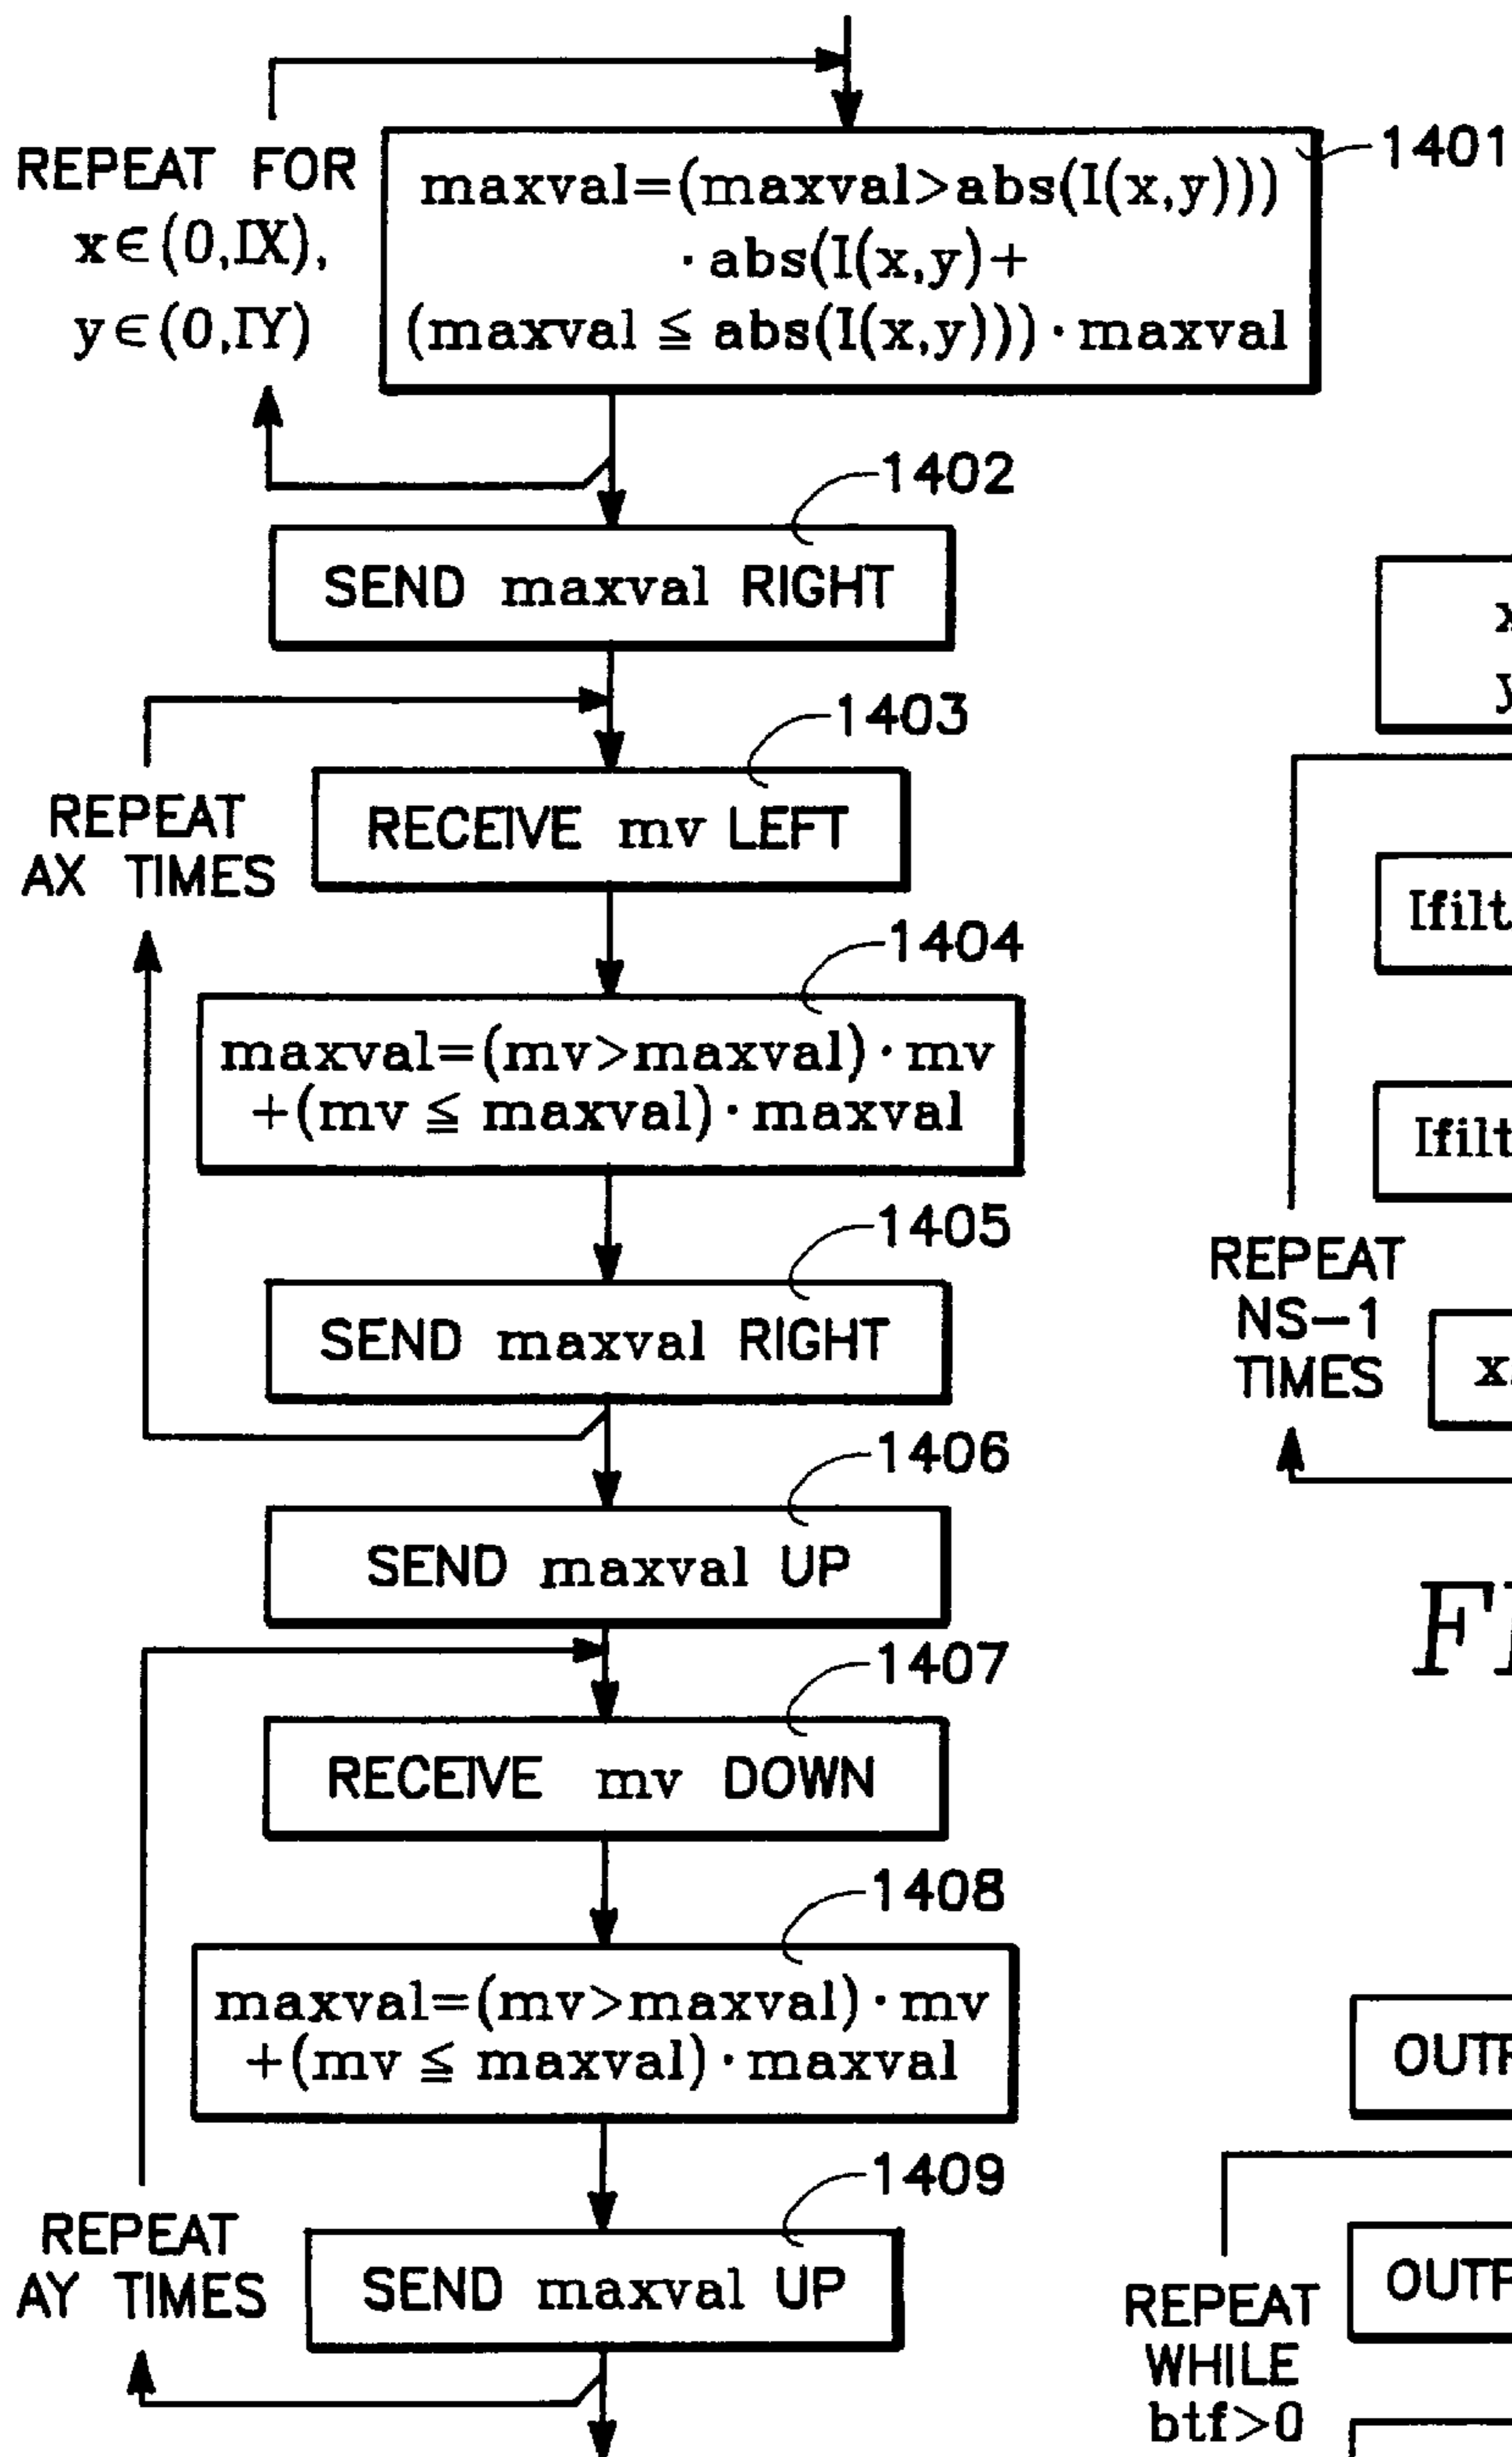 REPEAT FOR
x∈(0,IX),
y∈(0,IY)
1401
maxval=(maxval>abs(I(x,y)))
·abs(I(x,y)+
(maxval ≦ abs(I(x,y)))·maxval
1402
SEND maxval RIGHT
1403
REPEAT
AX TIMES
RECEIVE mv LEFT
1404
maxval=(mv>maxval)·mv
+(mv ≦ maxval)·maxval
1405
SEND maxval RIGHT
1406
SEND maxval UP
1407
RECEIVE mv DOWN
1408
maxval=(mv>maxval)·mv
+(mv ≦ maxval)·maxval
1409
REPEAT
AY TIMES
SEND maxval UP
x
y
Ifilt
Ifilt
REPEAT
NS-1
TIMES
x
REPEAT
WHILE
btf>0